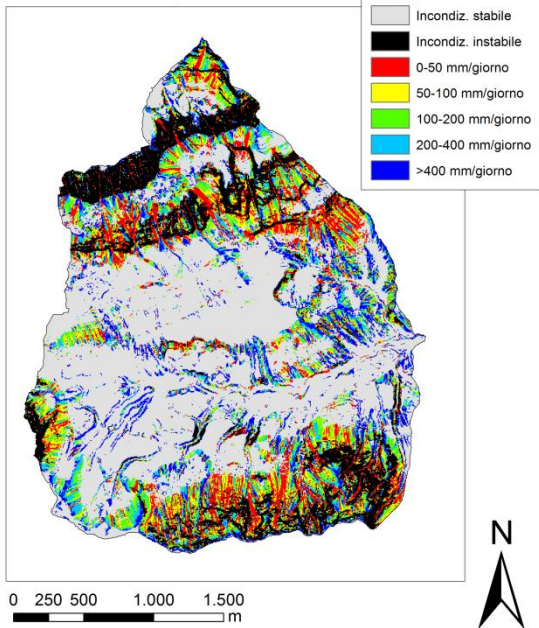 Incondiz. stabile
Incondiz. instabile
0-50 mm/giorno
50-100 mm/giorno
100-200 mm/giorno
200-400 mm/giorno
>400 mm/giorno
N
0 250 500 1.000 1.500
m